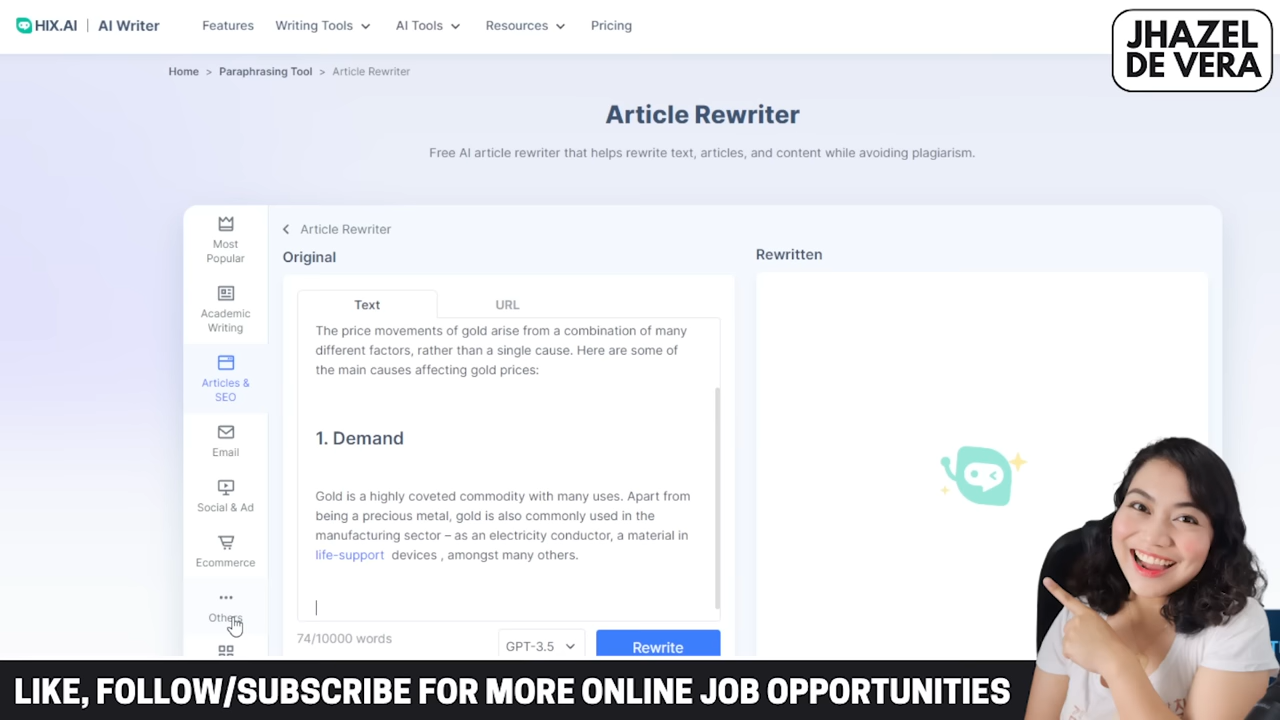 HIX.AI | AI Writer Features Writing Tools AI Tools Resources Pricing
JHAZEL
DE VERA
Home > Paraphrasing Tool > Article Rewriter
Article Rewriter
Free AI article rewriter that helps rewrite text, articles, and content while avoiding plagiarism.
Most
Popular
Academic
Writing
Articles &
SEO
Email
Social & Ad
Ecommerce
Others
Article Rewriter
Original
Text URL
The price movements of gold arise from a combination of many
different factors, rather than a single cause. Here are some of
the main causes affecting gold prices:
1. Demand
Gold is a highly coveted commodity with many uses. Apart from
being a precious metal, gold is also commonly used in the
manufacturing sector – as an electricity conductor, a material in
life-support devices , amongst many others.
74/10000 words
GPT-3.5
Rewrite
Rewritten
LIKE, FOLLOW/SUBSCRIBE FOR MORE ONLINE JOB OPPORTUNITIES